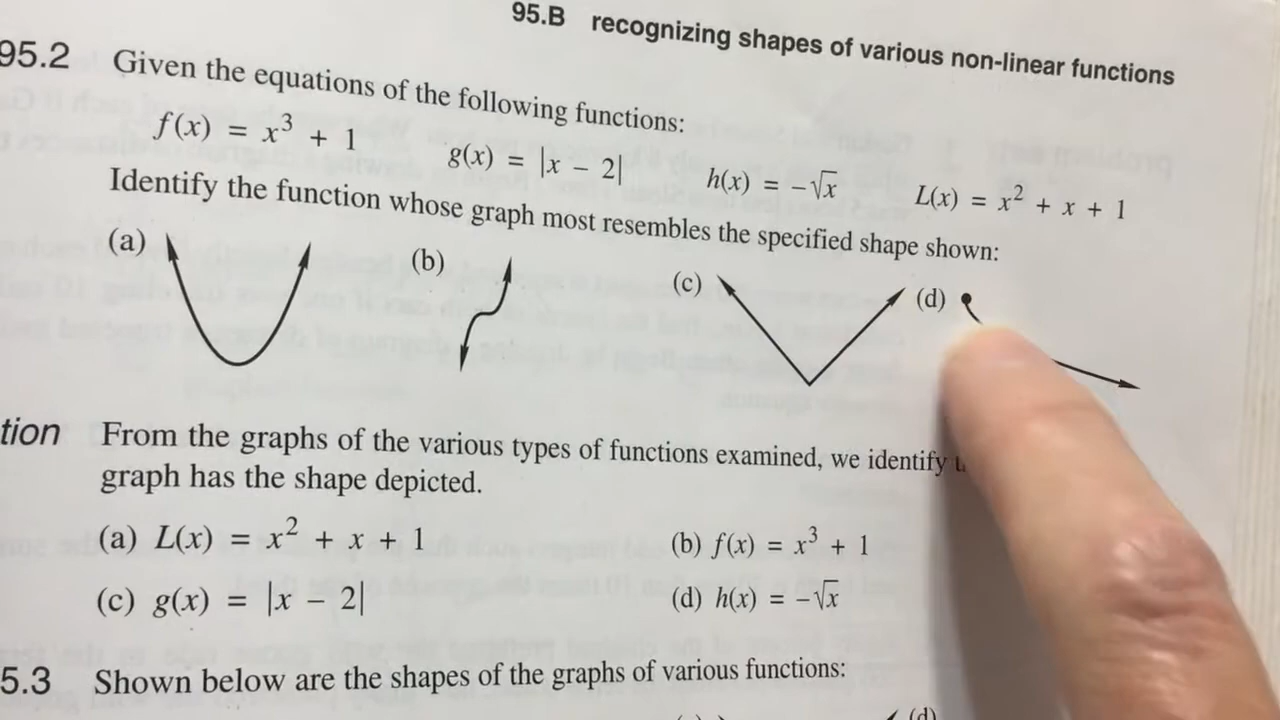 95.B recognizing shapes of various non-linear functions
95.2 Given the equations of the following functions:
f(x) = x³ + 1 g(x) = |x − 2| h(x) = −√x L(x) = x² + x + 1
Identify the function whose graph most resembles the specified shape shown:
(a) (b) (c) (d)
tion From the graphs of the various types of functions examined, we identify
graph has the shape depicted.
(a) L(x) = x² + x + 1 (b) f(x) = x³ + 1
(c) g(x) = |x − 2| (d) h(x) = −√x
5.3 Shown below are the shapes of the graphs of various functions:
(d)